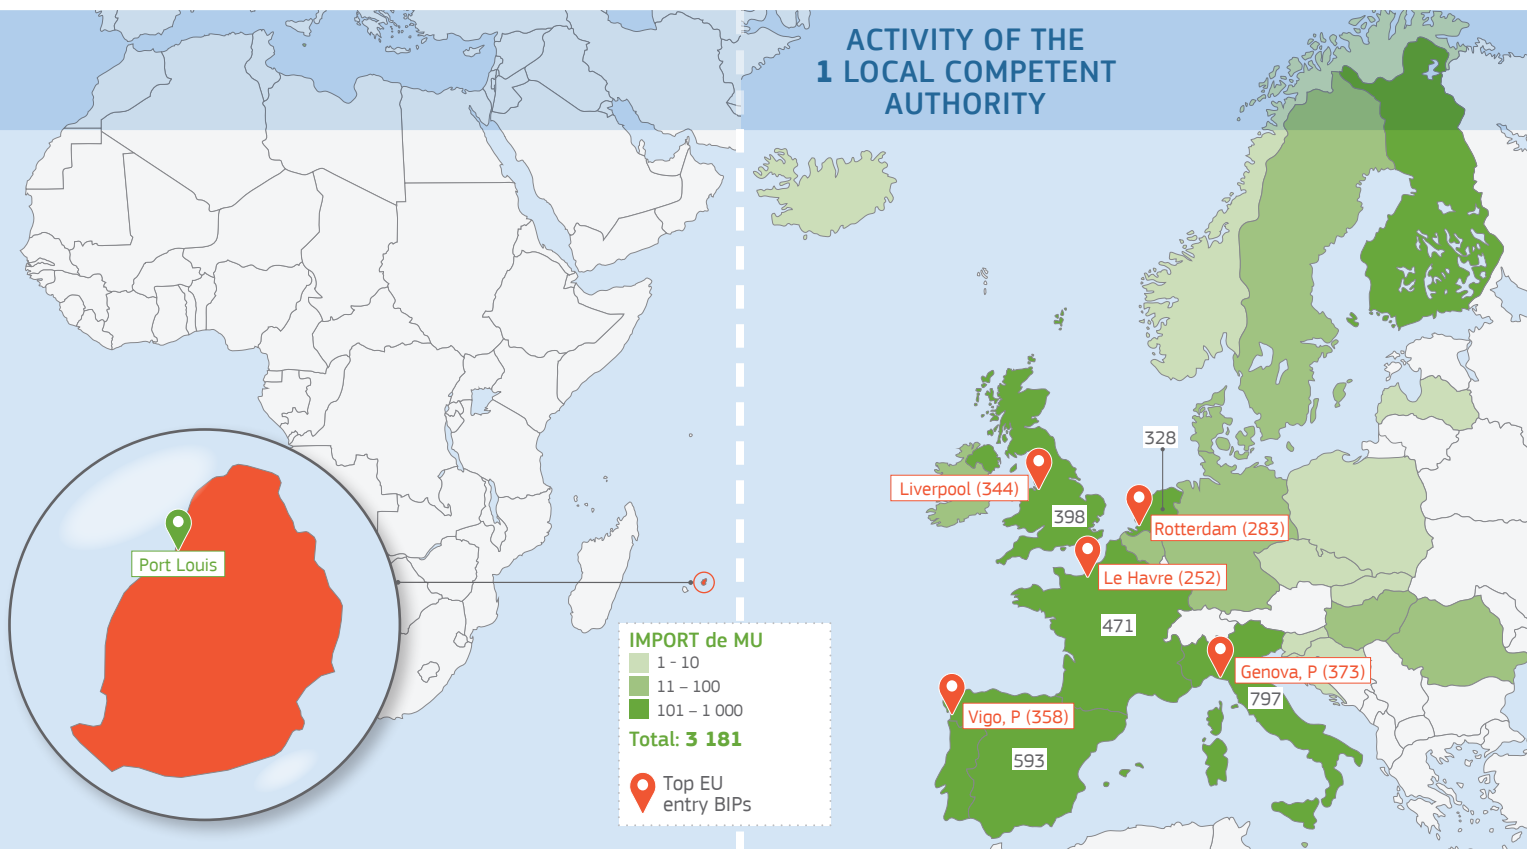 ACTIVITY OF THE
1 LOCAL COMPETENT
AUTHORITY
328
Liverpool (344)
398
Rotterdam (283)
Port Louis
Le Havre (252)
471
IMPORT de MU
1 - 10
11 – 100
101 – 1 000
Total: 3 181
Top EU
entry BIPs
Genova, P (373)
797
Vigo, P (358)
593